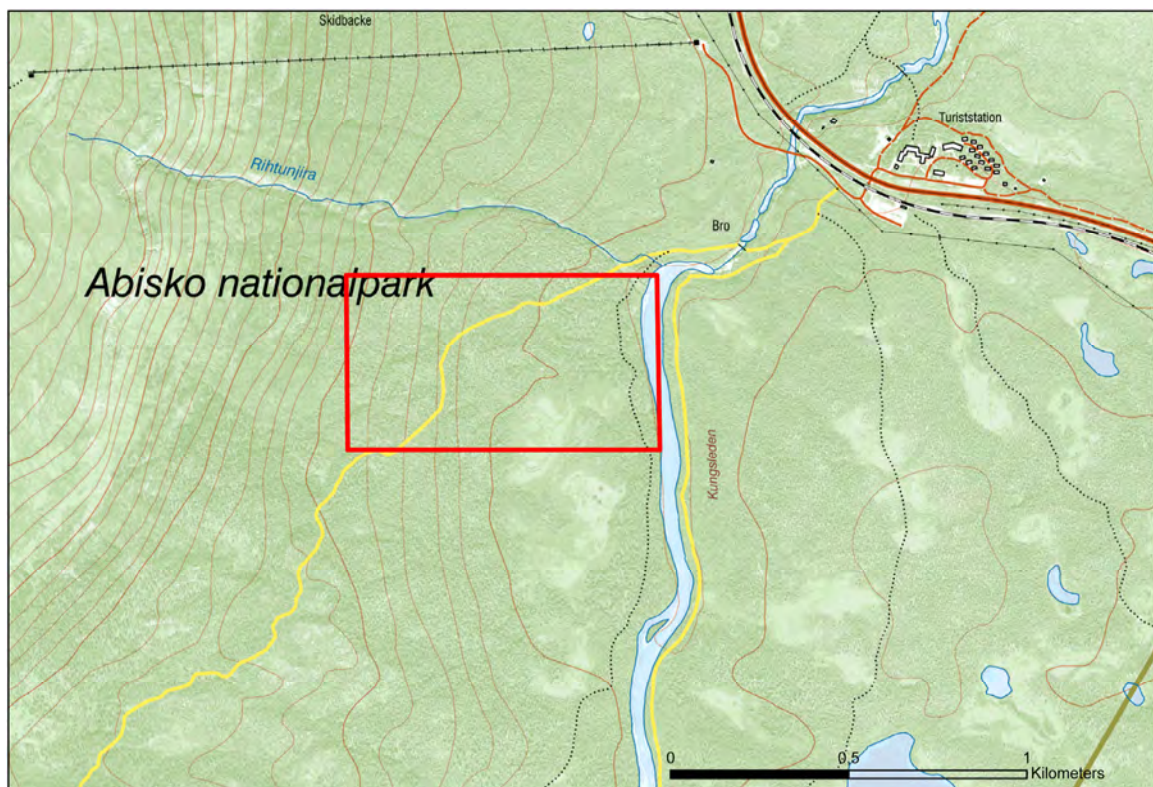 Skidbacke
Turiststation
Rihtunjira
Bro
Abisko nationalpark
Kungsleden
0 0,5 1
Kilometers